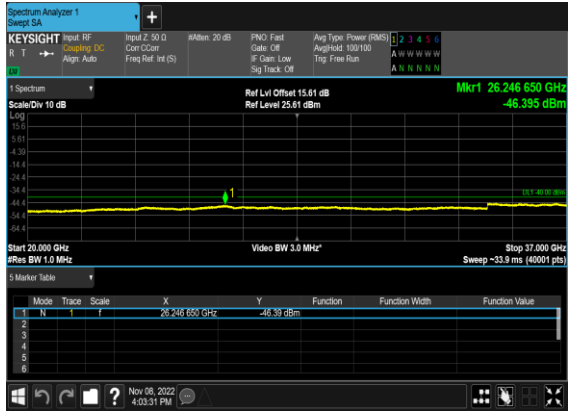 Spectrum Analyzer 1
Swept SA
+
KEYSIGHT Input: RF Input Z: 50 Ω #Atten: 20 dB PNO: Fast Avg Type: Power (RMS) 1 2 3 4 5 6
R T Coupling: DC Corr CCorr Gate: Off Avg|Hold: 100/100 A W W W W W
Align: Auto Freq Ref: Int (S) IF Gain: Low Trig: Free Run
Sig Track: Off A N N N N N
1 Spectrum Ref Lvl Offset 15.61 dB Mkr1 26.246 650 GHz
Scale/Div 10 dB Ref Level 25.61 dBm -46.395 dBm
Log
15.6
5.61
-4.39
-14.4
-24.4
-34.4 1 DL1 -40.00 dBm
-44.4
-54.4
-64.4
Start 20.000 GHz Video BW 3.0 MHz* Stop 37.000 GHz
#Res BW 1.0 MHz Sweep ~33.9 ms (40001 pts)
5 Marker Table
Mode Trace Scale X Y Function Function Width Function Value
1 N 1 f 26.246 650 GHz -46.39 dBm
2
3
4
5
6
? Nov 08, 2022
4:03:31 PM